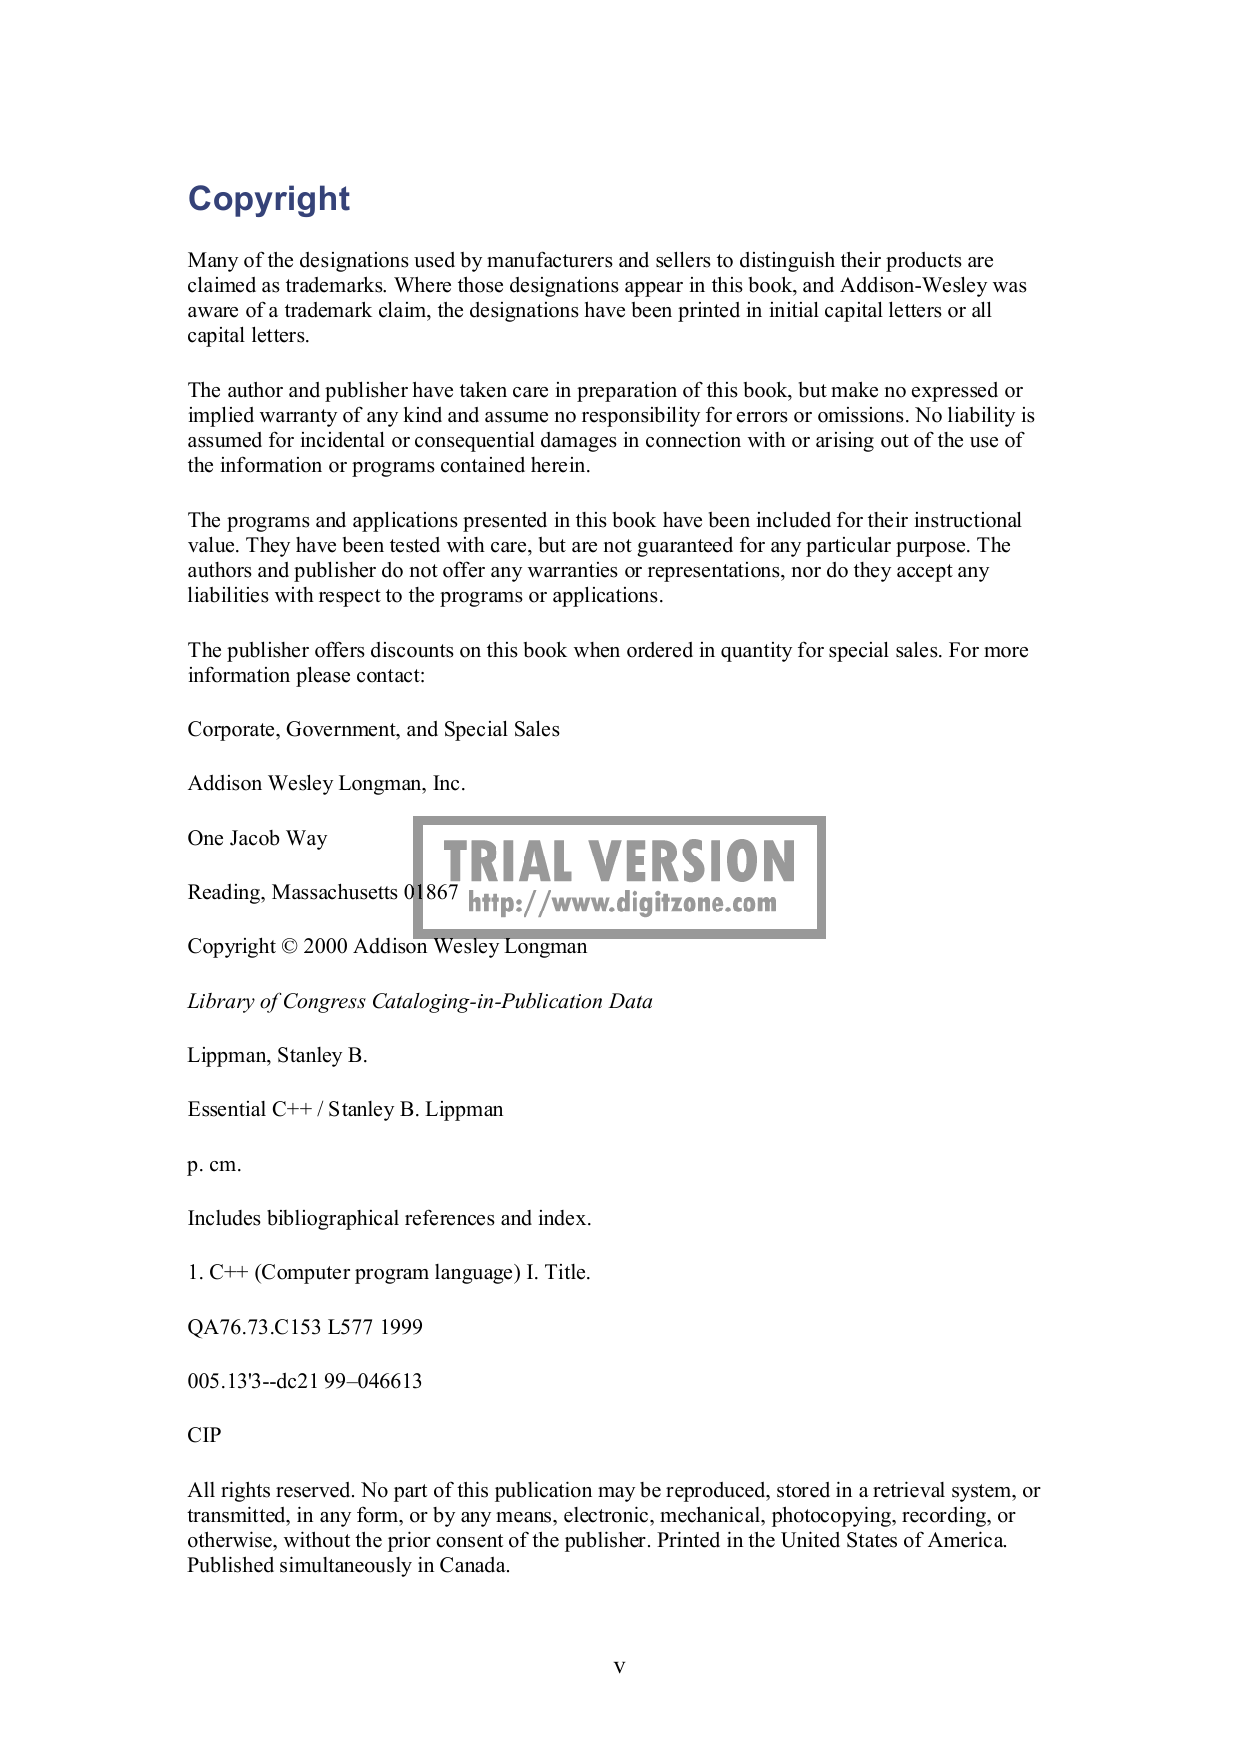 Copyright
Many of the designations used by manufacturers and sellers to distinguish their products are
claimed as trademarks. Where those designations appear in this book, and Addison-Wesley was
aware of a trademark claim, the designations have been printed in initial capital letters or all
capital letters.
The author and publisher have taken care in preparation of this book, but make no expressed or
implied warranty of any kind and assume no responsibility for errors or omissions. No liability is
assumed for incidental or consequential damages in connection with or arising out of the use of
the information or programs contained herein.
The programs and applications presented in this book have been included for their instructional
value. They have been tested with care, but are not guaranteed for any particular purpose. The
authors and publisher do not offer any warranties or representations, nor do they accept any
liabilities with respect to the programs or applications.
The publisher offers discounts on this book when ordered in quantity for special sales. For more
information please contact:
Corporate, Government, and Special Sales
Addison Wesley Longman, Inc.
One Jacob Way
TRIAL VERSION
Reading, Massachusetts 01867
http://www.digitzone.com
Copyright © 2000 Addison Wesley Longman
Library of Congress Cataloging-in-Publication Data
Lippman, Stanley B.
Essential C++ / Stanley B. Lippman
p. cm.
Includes bibliographical references and index.
1. C++ (Computer program language) I. Title.
QA76.73.C153 L577 1999
005.13'3--dc21 99–046613
CIP
All rights reserved. No part of this publication may be reproduced, stored in a retrieval system, or
transmitted, in any form, or by any means, electronic, mechanical, photocopying, recording, or
otherwise, without the prior consent of the publisher. Printed in the United States of America.
Published simultaneously in Canada.
v